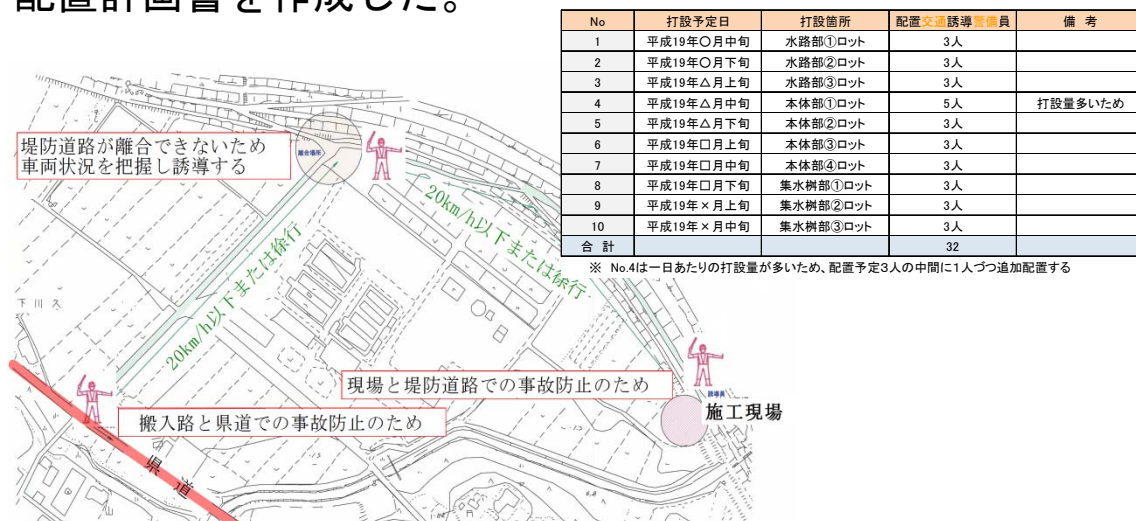 配置計画書を作成した。
No 打設予定日 打設箇所 配置交通誘導警備員 備 考
1 平成19年〇月中旬 水路部①ロット 3人
2 平成19年〇月下旬 水路部②ロット 3人
3 平成19年△月上旬 水路部③ロット 3人
4 平成19年△月中旬 本体部①ロット 5人 打設量多いため
5 平成19年△月下旬 本体部②ロット 3人
6 平成19年□月上旬 本体部③ロット 3人
7 平成19年□月中旬 本体部④ロット 3人
8 平成19年□月下旬 集水桝部①ロット 3人
9 平成19年×月上旬 集水桝部②ロット 3人
10 平成19年×月中旬 集水桝部③ロット 3人
合 計 32
※ No.4は一日あたりの打設量が多いため、配置予定3人の中間に1人づつ追加配置する
堤防道路が離合できないため
車両状況を把握し誘導する
離合場所
20km/h以下または徐行
20km/h以下または徐行
下川久
現場と堤防道路での事故防止のため
誘導員
施工現場
搬入路と県道での事故防止のため
県道